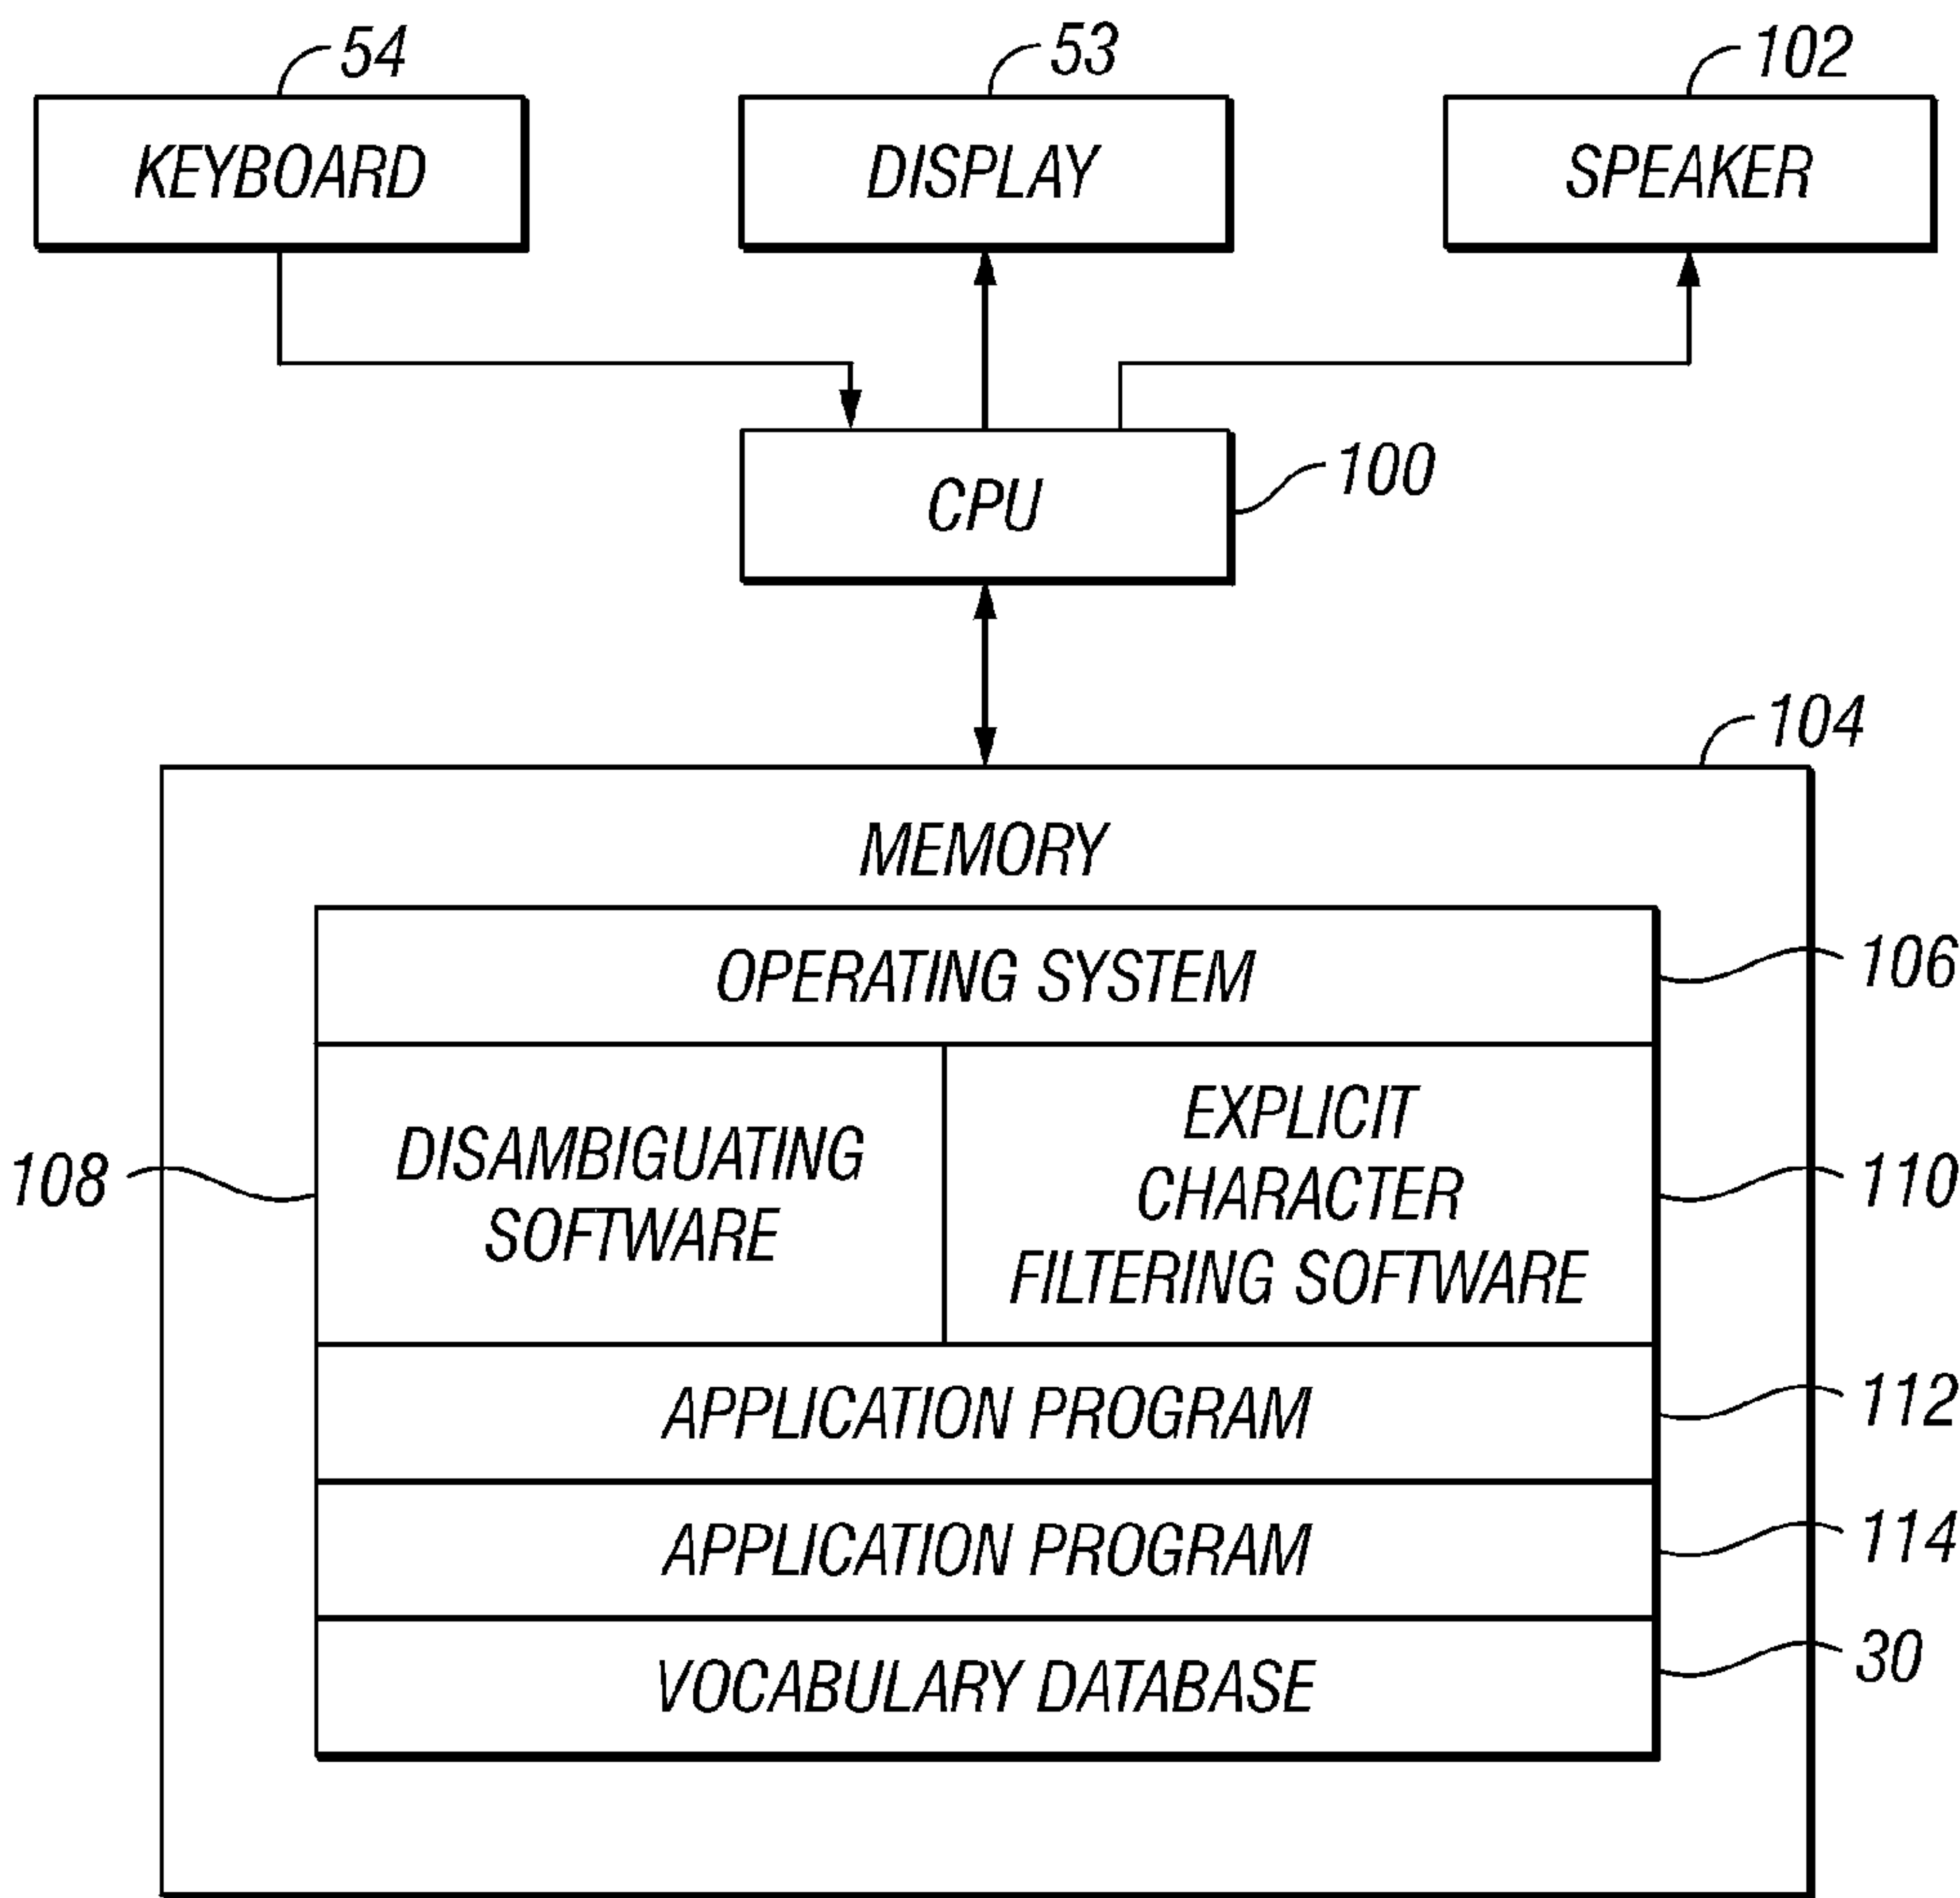 54
53
102
KEYBOARD
DISPLAY
SPEAKER
CPU
100
104
MEMORY
OPERATING SYSTEM
106
108
DISAMBIGUATING
SOFTWARE
EXPLICIT
CHARACTER
FILTERING SOFTWARE
110
APPLICATION PROGRAM
112
APPLICATION PROGRAM
114
VOCABULARY DATABASE
30